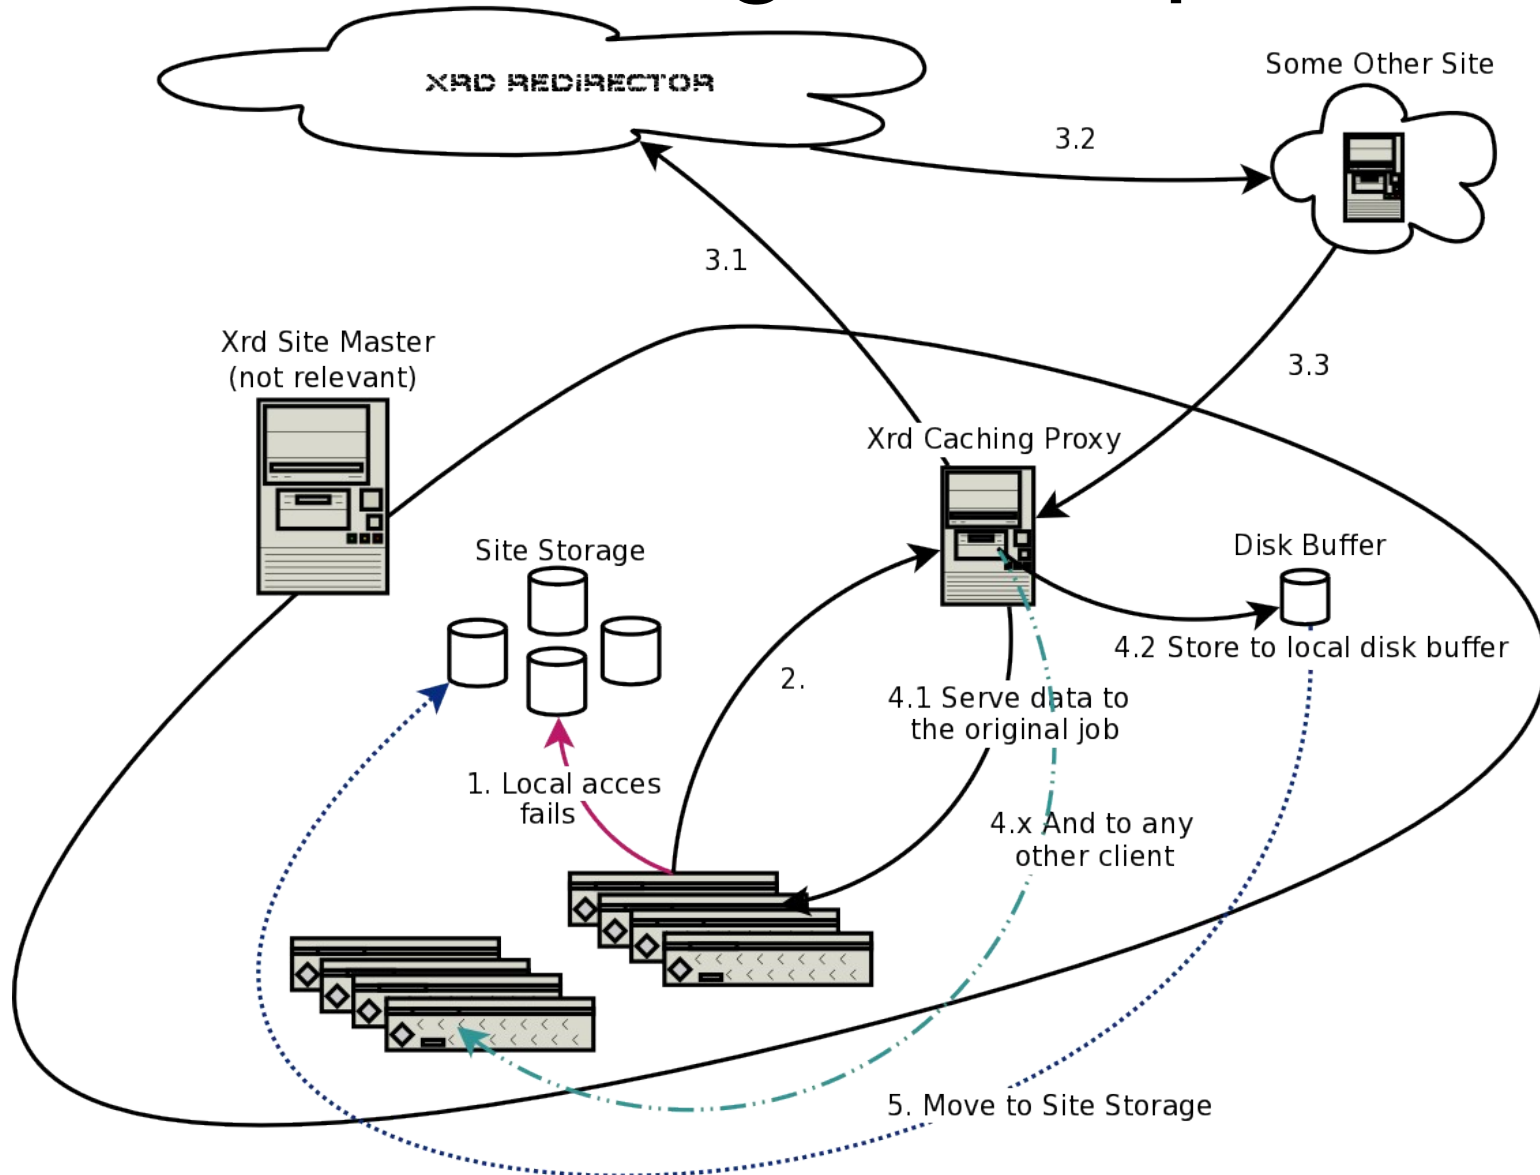 XRD REDIRECTOR
Some Other Site
3.2
3.1
Xrd Site Master
(not relevant)
3.3
Xrd Caching Proxy
Site Storage
Disk Buffer
4.2 Store to local disk buffer
2.
4.1 Serve data to
the original job
1. Local acces
fails
4.x And to any
other client
5. Move to Site Storage